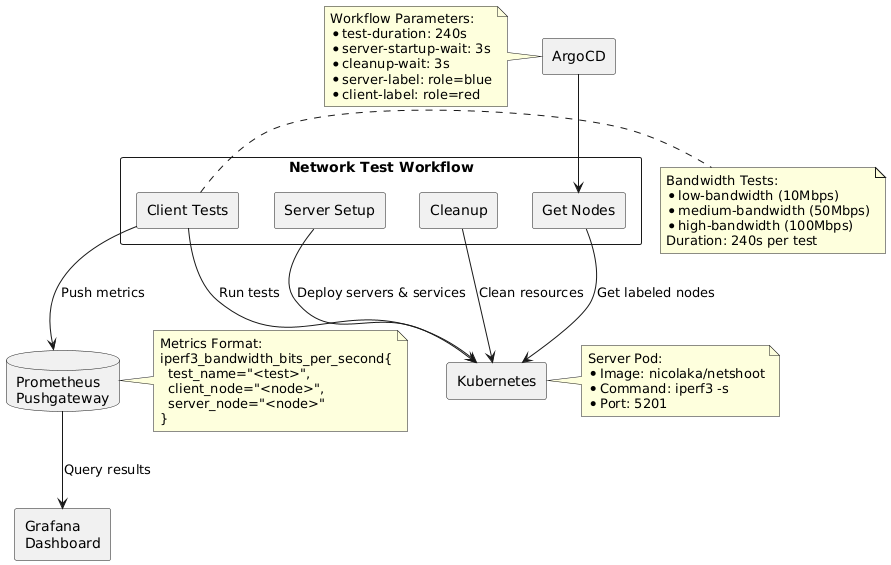 Workflow Parameters:
• test-duration: 240s
• server-startup-wait: 3s
• cleanup-wait: 3s
• server-label: role=blue
• client-label: role=red
ArgoCD
Network Test Workflow
Client Tests
Server Setup
Cleanup
Get Nodes
Bandwidth Tests:
• low-bandwidth (10Mbps)
• medium-bandwidth (50Mbps)
• high-bandwidth (100Mbps)
Duration: 240s per test
Push metrics
Run tests
Deploy servers & services
Clean resources
Get labeled nodes
Prometheus
Pushgateway
Metrics Format:
iperf3_bandwidth_bits_per_second{
test_name="<test>",
client_node="<node>",
server_node="<node>"
}
Kubernetes
Server Pod:
• Image: nicolaka/netshoot
• Command: iperf3 -s
• Port: 5201
Query results
Grafana
Dashboard